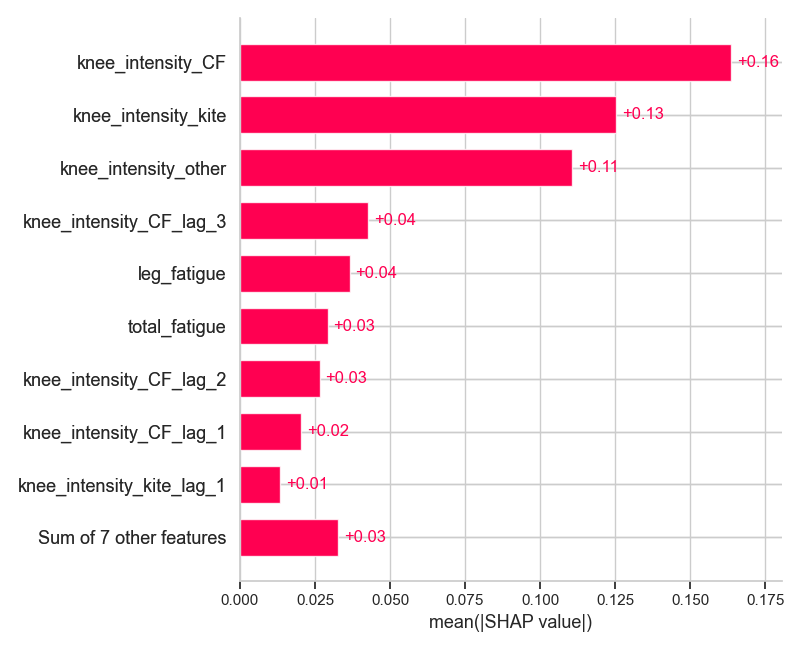 knee_intensity_CF +0.16
knee_intensity_kite +0.13
knee_intensity_other +0.11
knee_intensity_CF_lag_3 +0.04
leg_fatigue +0.04
total_fatigue +0.03
knee_intensity_CF_lag_2 +0.03
knee_intensity_CF_lag_1 +0.02
knee_intensity_kite_lag_1 +0.01
Sum of 7 other features +0.03
0.000 0.025 0.050 0.075 0.100 0.125 0.150 0.175
mean(|SHAP value|)